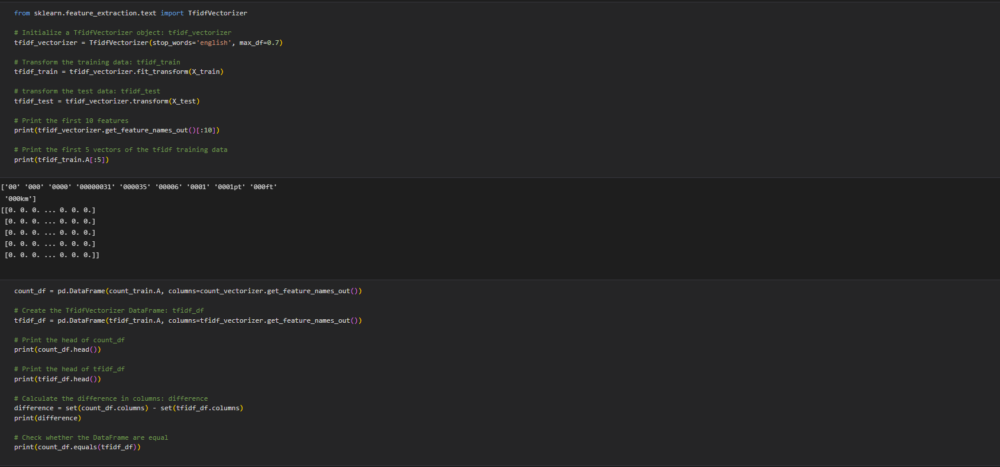 from sklearn.feature_extraction.text import TfidfVectorizer
# Initialize a TfidfVectorizer object: tfidf_vectorizer
tfidf_vectorizer = TfidfVectorizer(stop_words='english', max_df=0.7)
# Transform the training data: tfidf_train
tfidf_train = tfidf_vectorizer.fit_transform(X_train)
# transform the test data: tfidf_test
tfidf_test = tfidf_vectorizer.transform(X_test)
# Print the first 10 features
print(tfidf_vectorizer.get_feature_names_out()[:10])
# Print the first 5 vectors of the tfidf training data
print(tfidf_train.A[:5])
['00' '000' '0000' '00000031' '000035' '00006' '0001' '0001pt' '000ft'
'000km']
[[0. 0. 0. ... 0. 0. 0.]
[0. 0. 0. ... 0. 0. 0.]
[0. 0. 0. ... 0. 0. 0.]
[0. 0. 0. ... 0. 0. 0.]
[0. 0. 0. ... 0. 0. 0.]]
count_df = pd.DataFrame(count_train.A, columns=count_vectorizer.get_feature_names_out())
# Create the TfidfVectorizer DataFrame: tfidf_df
tfidf_df = pd.DataFrame(tfidf_train.A, columns=tfidf_vectorizer.get_feature_names_out())
# Print the head of count_df
print(count_df.head())
# Print the head of tfidf_df
print(tfidf_df.head())
# Calculate the difference in columns: difference
difference = set(count_df.columns) - set(tfidf_df.columns)
print(difference)
# Check whether the DataFrame are equal
print(count_df.equals(tfidf_df))